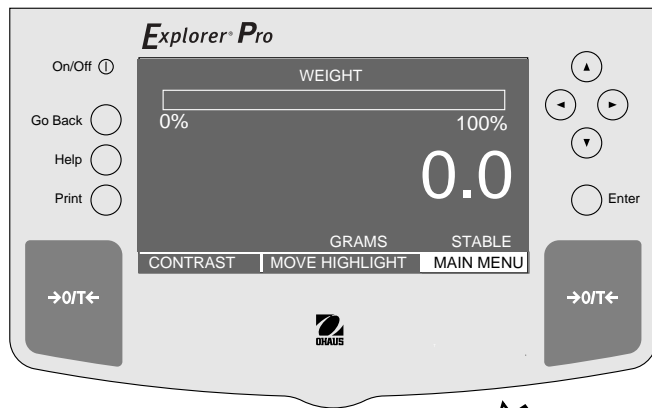 Explorer® Pro
On/Off
WEIGHT
Go Back
0% 100%
Help
0.0
Print
Enter
GRAMS STABLE
CONTRAST MOVE HIGHLIGHT MAIN MENU
→0/T← →0/T←
OHAUS